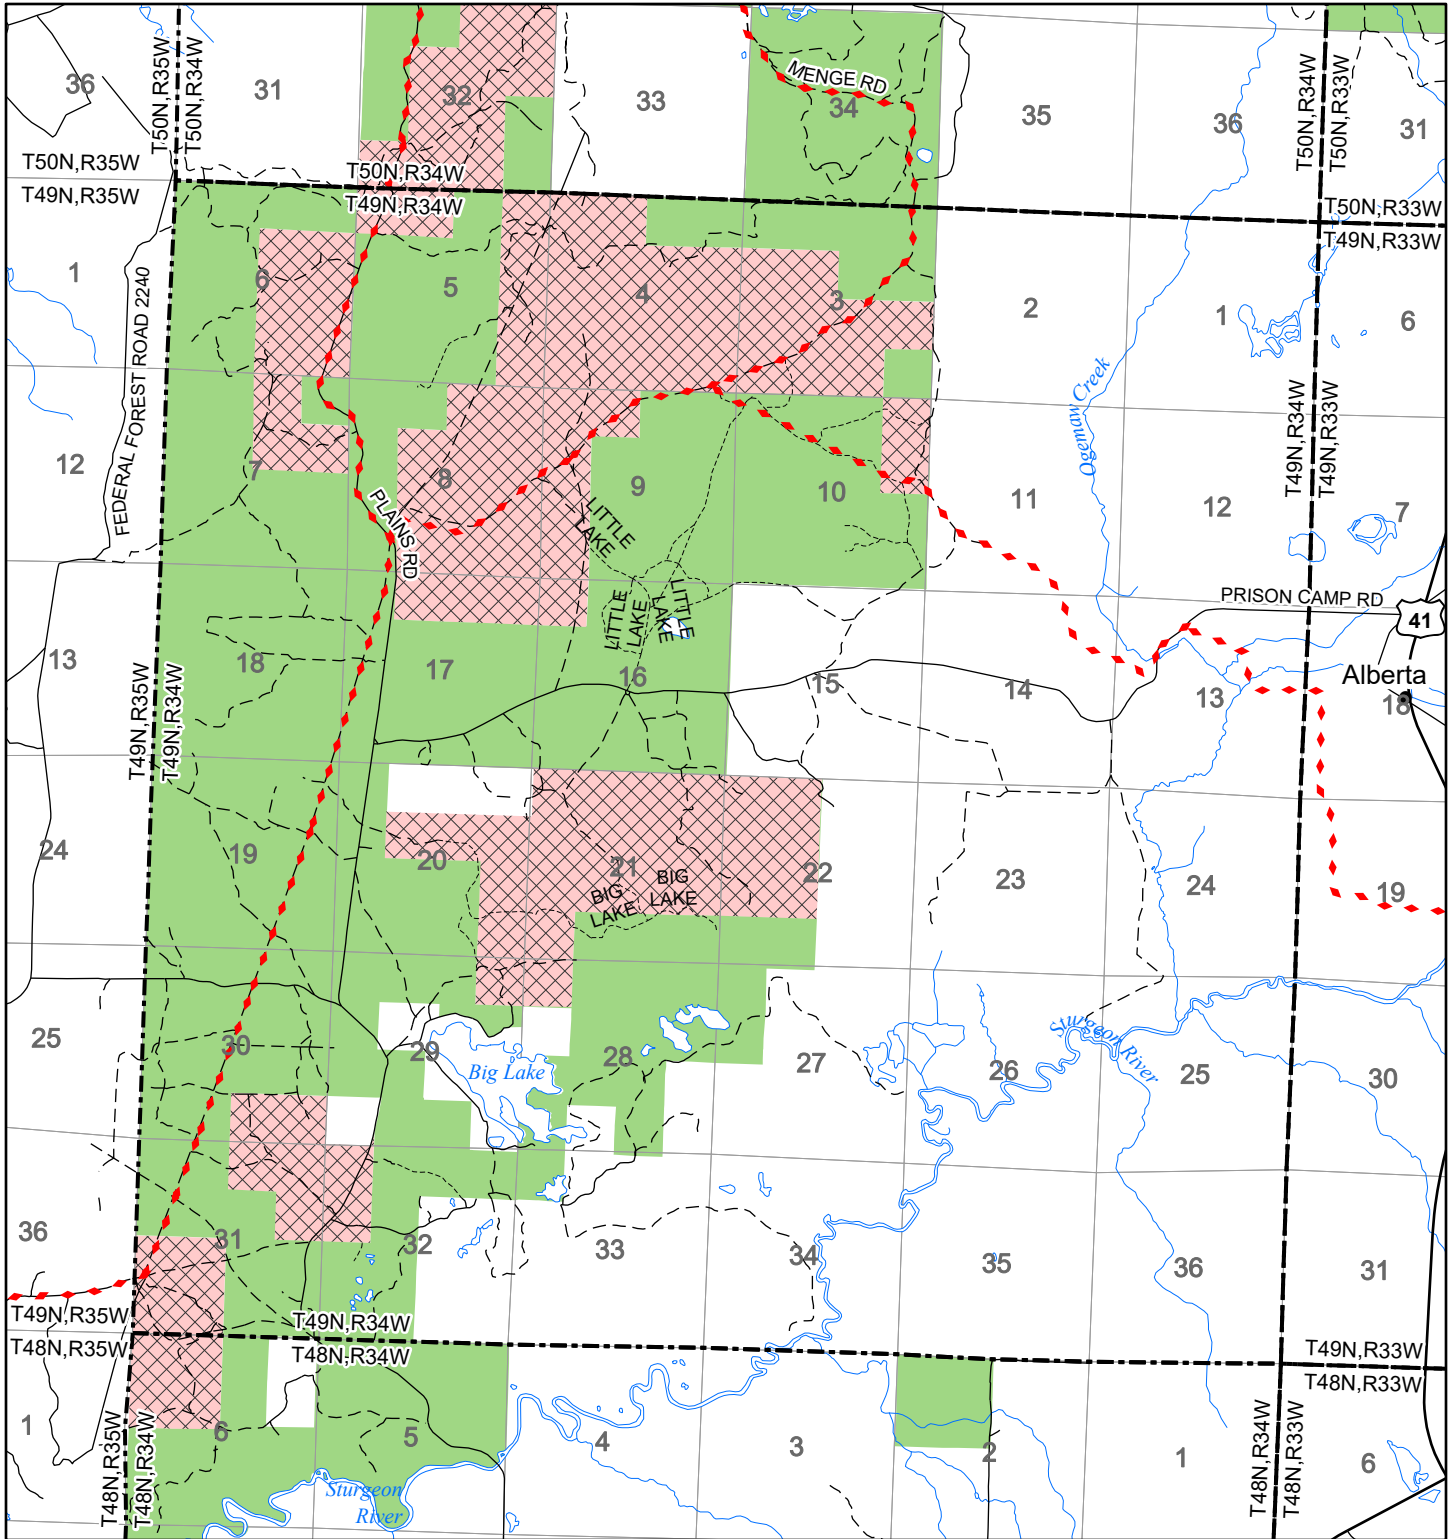 T50N,R35W
T50N,R34W
T50N,R34W
T50N,R33W
36
31
32
33
MENGE RD
34
35
36
31
T50N,R35W
T49N,R35W
T50N,R34W
T49N,R34W
T50N,R33W
T49N,R33W
1
6
5
4
3
2
1
6
FEDERAL FOREST ROAD 2240
Ogemaw Creek
T49N,R34W
T49N,R33W
12
7
8
9
10
11
12
7
PLAINS RD
LITTLE
LAKE
LITTLE
LAKE
LITTLE
LAKE
PRISON CAMP RD
41
Alberta
13
18
17
16
15
14
13
18
T49N,R35W
T49N,R34W
24
19
20
21
22
23
24
19
BIG
LAKE
BIG
LAKE
25
30
29
28
27
26
25
30
Big Lake
Sturgeon River
36
31
32
33
34
35
36
31
T49N,R35W
T48N,R35W
T49N,R34W
T48N,R34W
T49N,R33W
T48N,R33W
1
6
5
4
3
2
1
6
T48N,R35W
T48N,R34W
T48N,R34W
T48N,R33W
Sturgeon
River